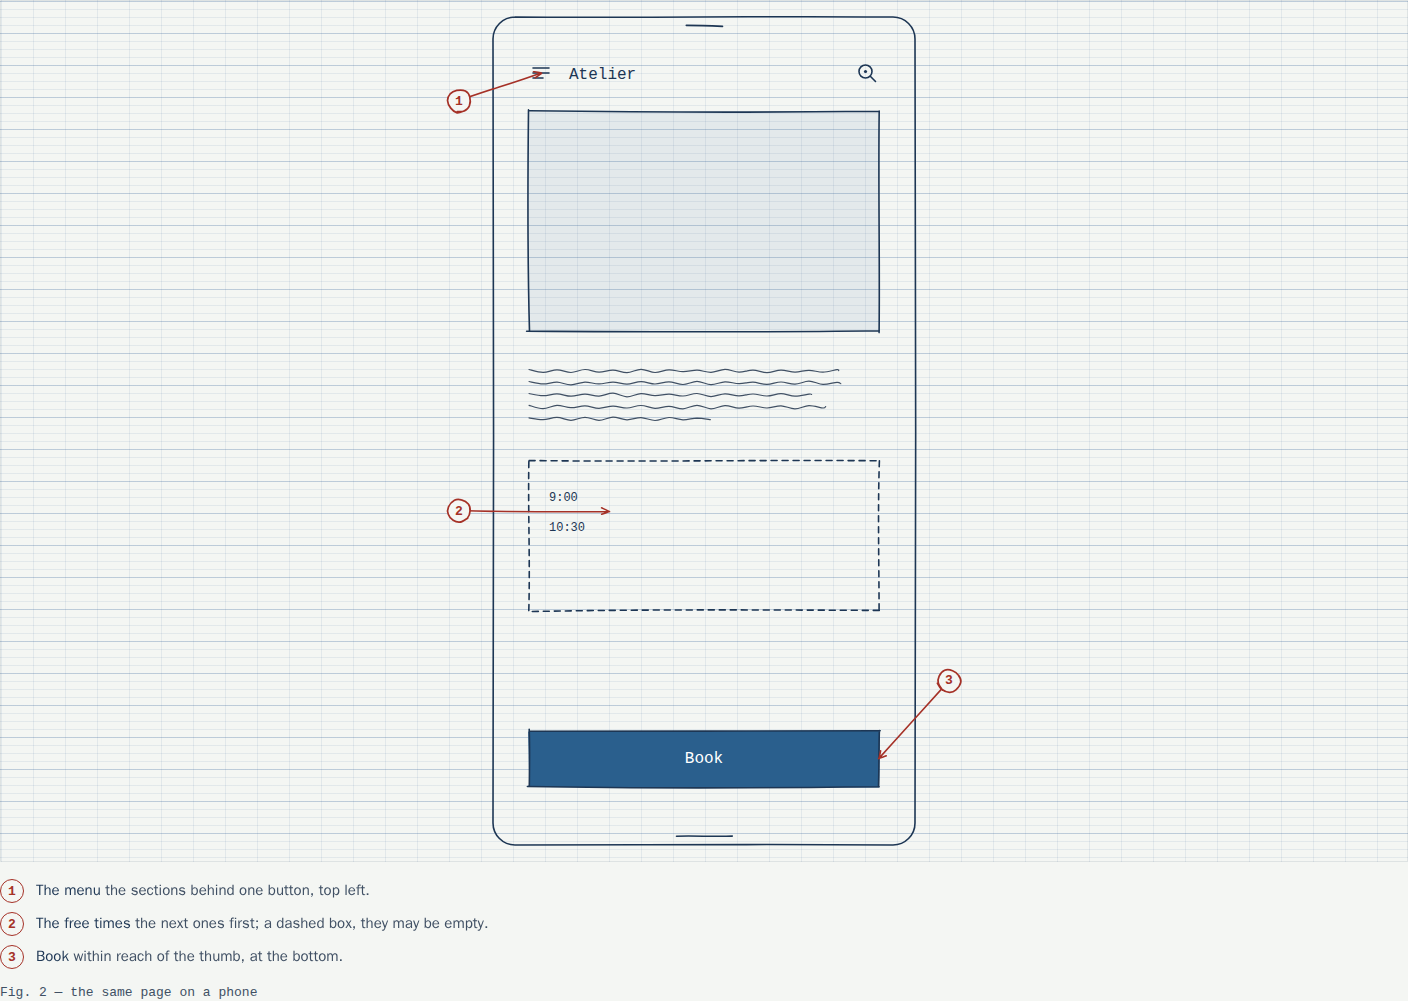 Atelier
1
9:00
2
10:30
3
Book
1 The menu the sections behind one button, top left.
2 The free times the next ones first; a dashed box, they may be empty.
3 Book within reach of the thumb, at the bottom.
Fig. 2 — the same page on a phone